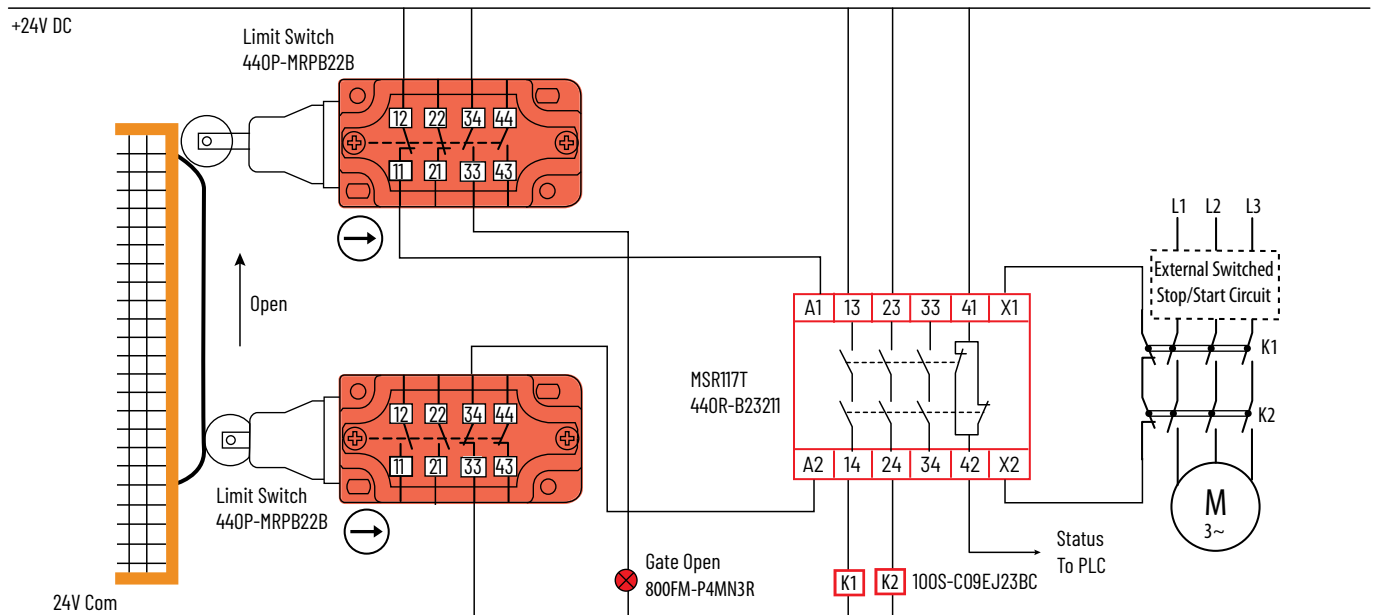 +24V DC
Limit Switch
440P-MRPB22B
12 22 34 44
11 21 33 43
Open
L1 L2 L3
External Switched
Stop/Start Circuit
A1 13 23 33 41 X1
K1
MSR117T
440R-B23211
K2
12 22 34 44
11 21 33 43
A2 14 24 34 42 X2
Limit Switch
440P-MRPB22B
M
3~
Status
To PLC
Gate Open
800FM-P4MN3R
K1 K2 100S-C09EJ23BC
24V Com